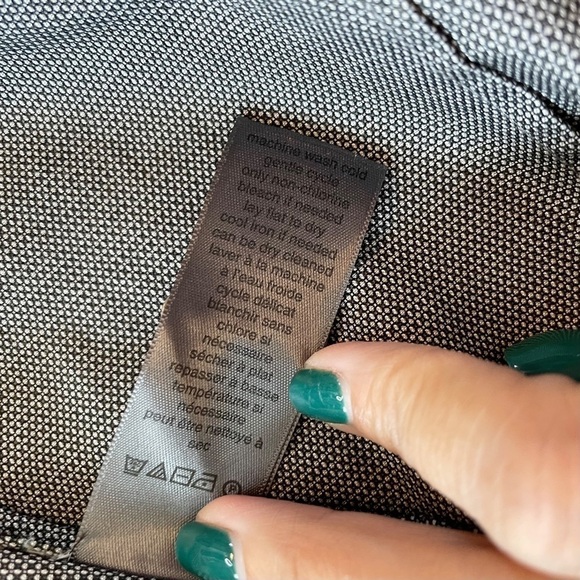 machine wash cold
gentle cycle
only non-chlorine
bleach if needed
lay flat to dry
cool iron if needed
can be dry cleaned
laver à la machine
à l'eau froide
cycle délicat
blanchir sans
chlore si
nécessaire
sécher à plat
repasser à basse
température si
nécessaire
peut être nettoyé à
sec